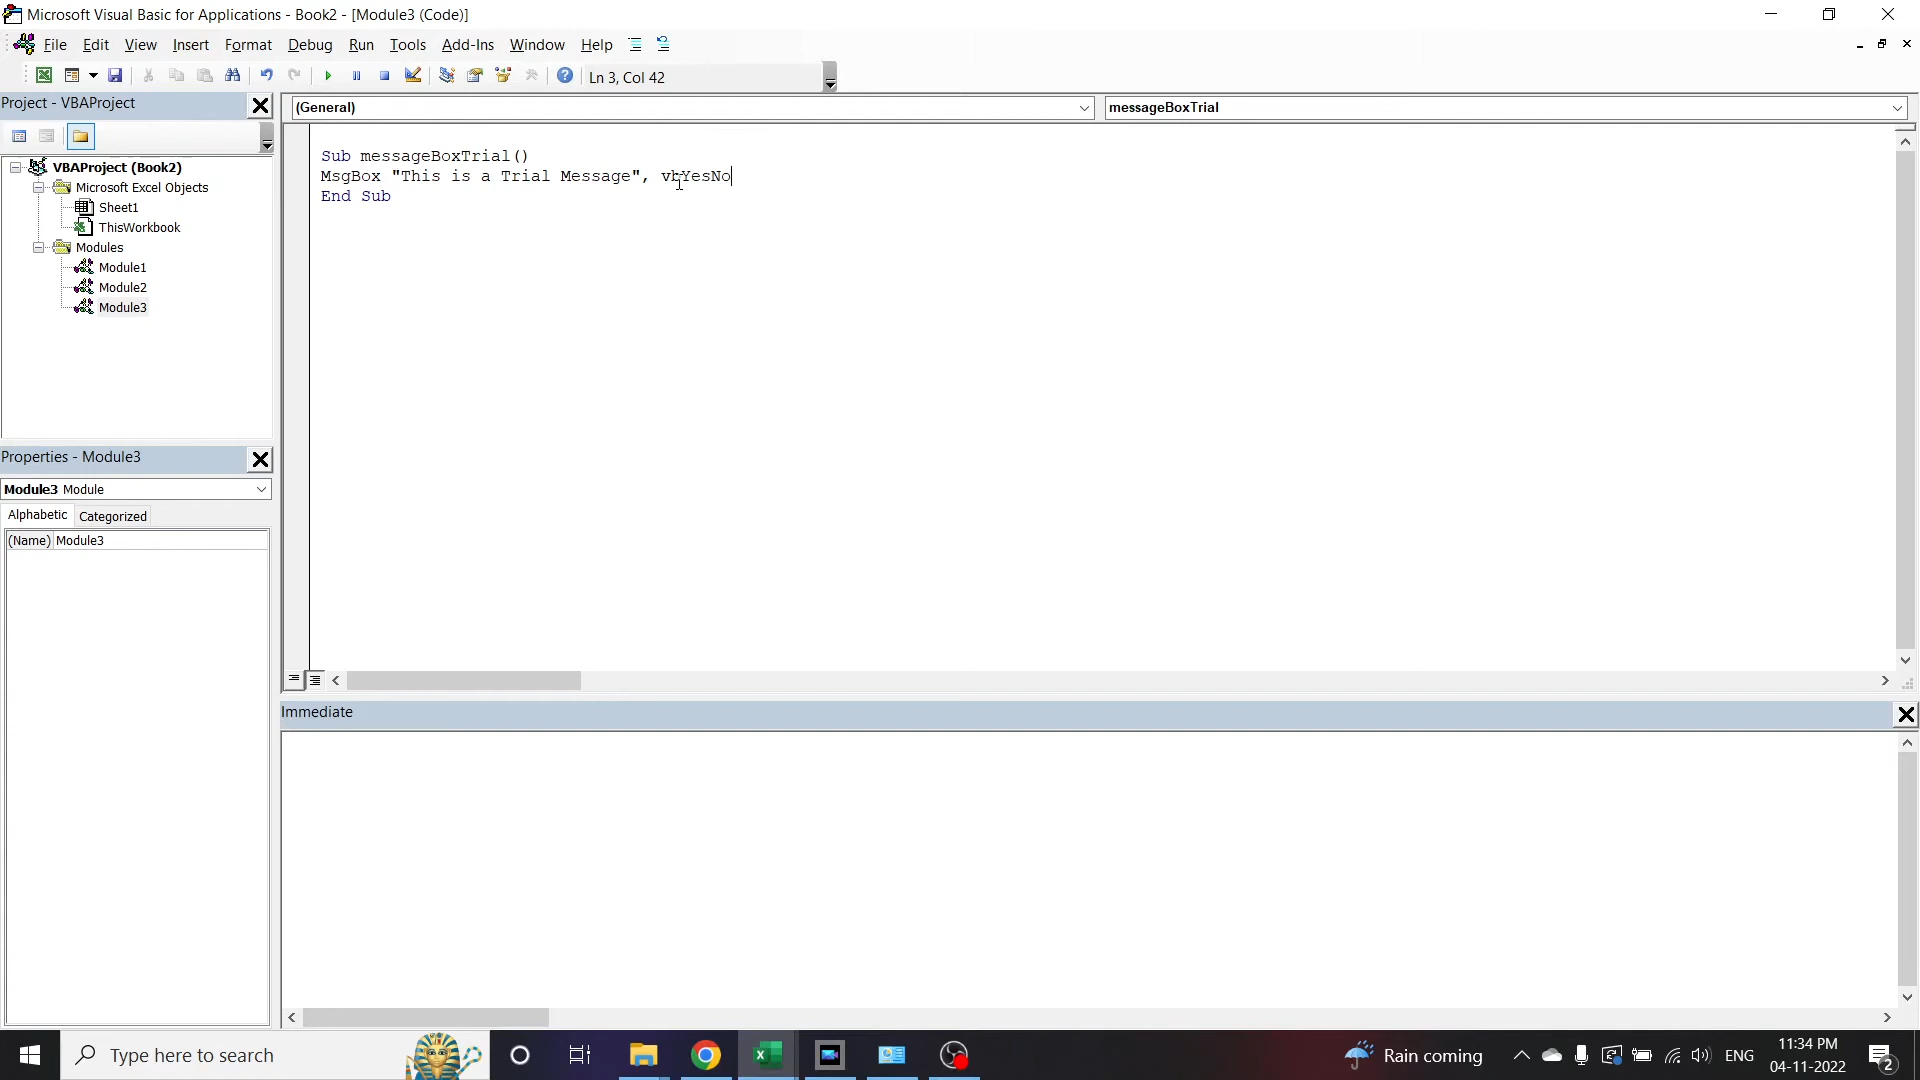 Microsoft Visual Basic for Applications - Book2 - [Module3 (Code)]
File Edit View Insert Format Debug Run Tools Add-Ins Window Help
Ln 3, Col 42
Project - VBAProject
(General)
messageBoxTrial
VBAProject (Book2)
Microsoft Excel Objects
Sheet1
ThisWorkbook
Modules
Module1
Module2
Module3
Sub messageBoxTrial()
MsgBox "This is a Trial Message", vbYesNo
End Sub
Properties - Module3
Module3 Module
Alphabetic Categorized
(Name) Module3
Immediate
Type here to search
Rain coming
ENG
11:34 PM
04-11-2022
2